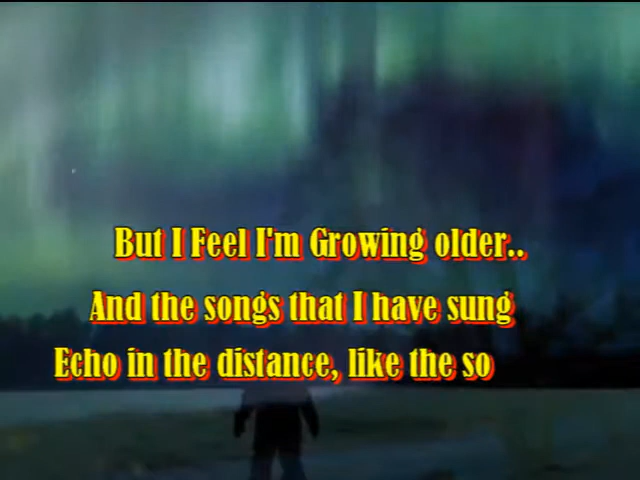 But I Feel I'm Growing older..
And the songs that I have sung
Echo in the distance, like the so